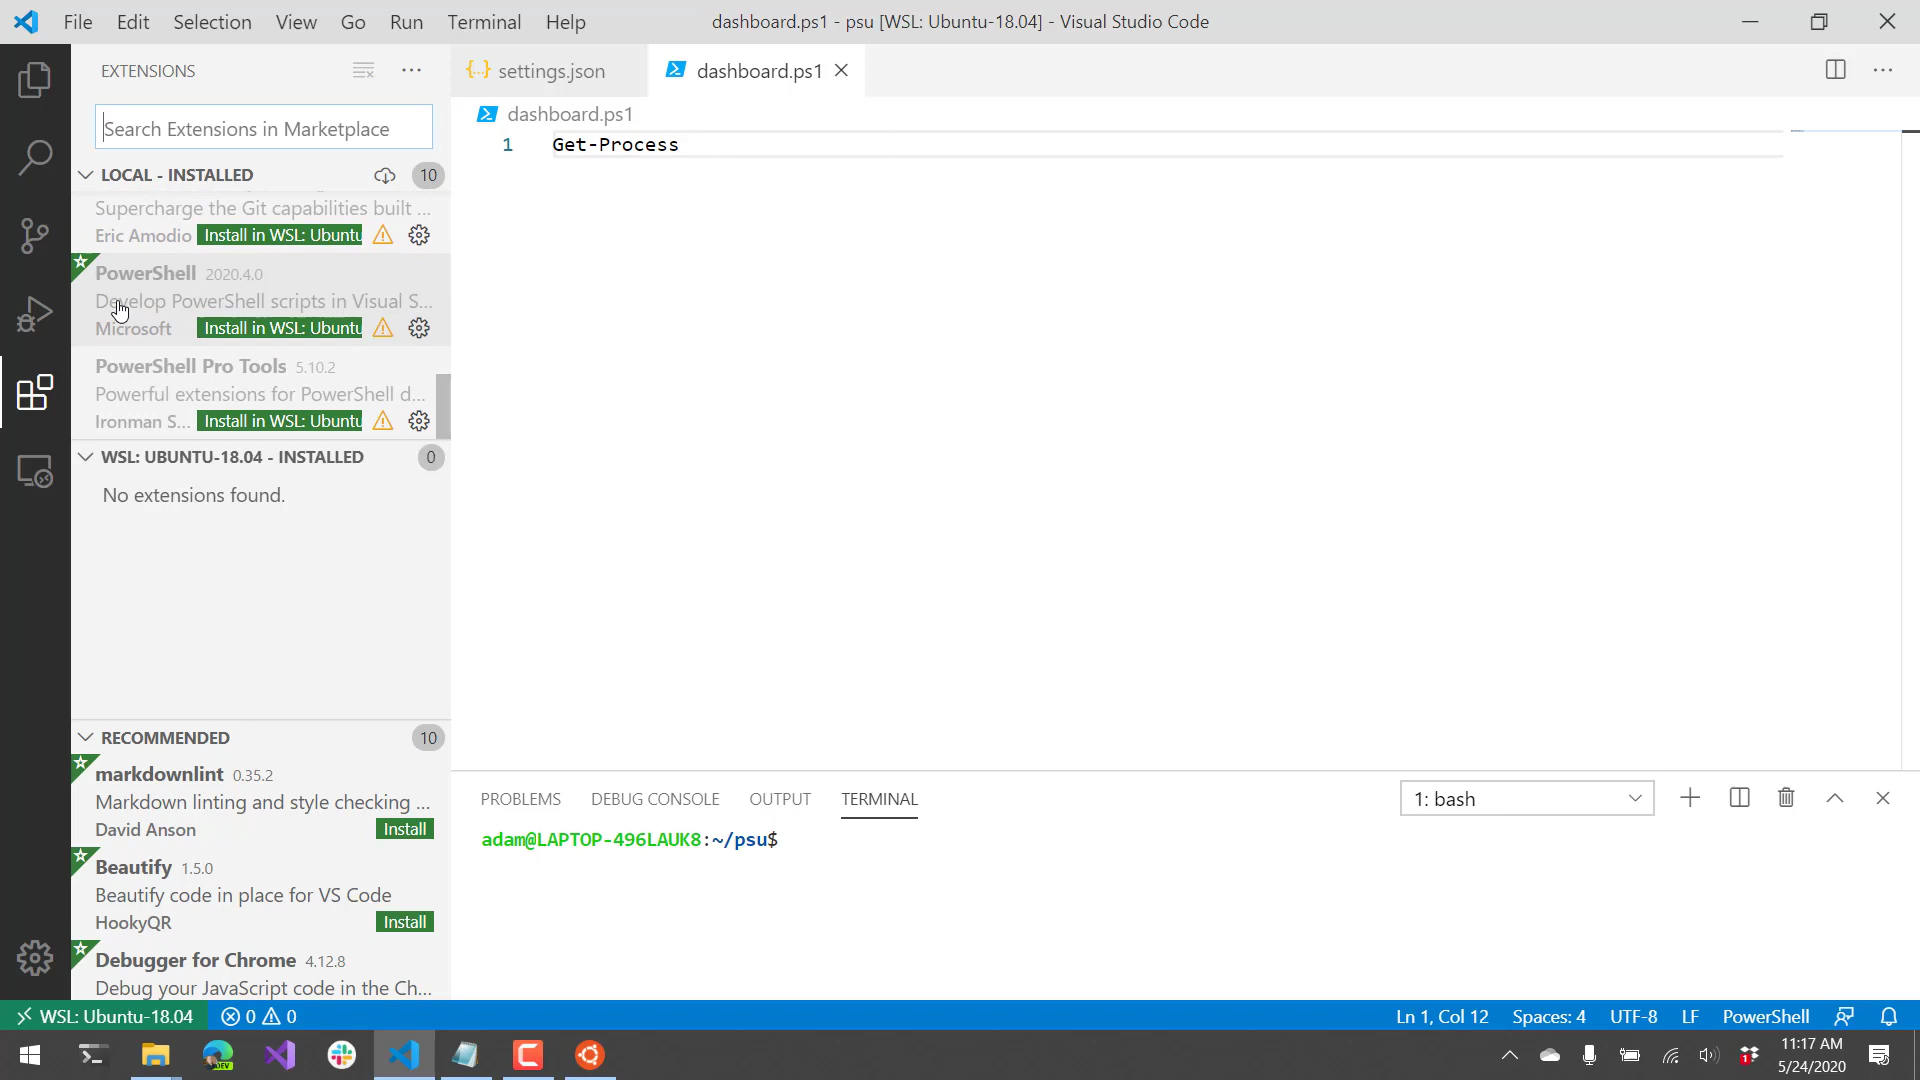 File Edit Selection View Go Run Terminal Help
dashboard.ps1 - psu [WSL: Ubuntu-18.04] - Visual Studio Code
EXTENSIONS
Search Extensions in Marketplace
LOCAL - INSTALLED 10
Supercharge the Git capabilities built ...
Eric Amodio Install in WSL: Ubuntu
PowerShell 2020.4.0
Develop PowerShell scripts in Visual S...
Microsoft Install in WSL: Ubuntu
PowerShell Pro Tools 5.10.2
Powerful extensions for PowerShell d...
Ironman S... Install in WSL: Ubuntu
WSL: UBUNTU-18.04 - INSTALLED 0
No extensions found.
RECOMMENDED 10
markdownlint 0.35.2
Markdown linting and style checking ...
David Anson Install
Beautify 1.5.0
Beautify code in place for VS Code
HookyQR Install
Debugger for Chrome 4.12.8
Debug your JavaScript code in the Ch...
settings.json dashboard.ps1
dashboard.ps1
1 Get-Process
PROBLEMS DEBUG CONSOLE OUTPUT TERMINAL 1: bash
adam@LAPTOP-496LAUK8:~/psu$
WSL: Ubuntu-18.04 0 0 Ln 1, Col 12 Spaces: 4 UTF-8 LF PowerShell
DEV
1
11:17 AM
5/24/2020